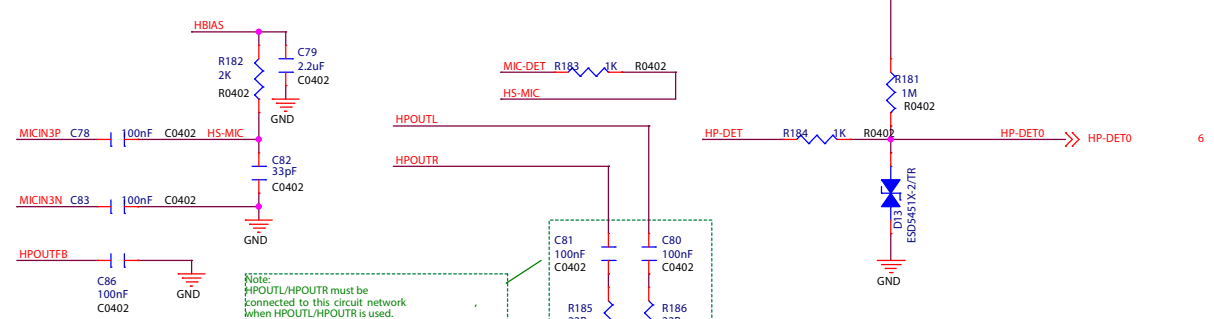 HBIAS
R182
2K
R0402
C79
2.2uF
C0402
GND
MICIN3P C78 100nF C0402 HS-MIC
C82
33pF
C0402
MICIN3N C83 100nF C0402
GND
HPOUTFB
C86
100nF
C0402
GND
MIC-DET R183 1K R0402
HS-MIC
HPOUTL
HPOUTR
C81
100nF
C0402
C80
100nF
C0402
R185
R186
Note:
HPOUTL/HPOUTR must be
connected to this circuit network
when HPOUTL/HPOUTR is used.
R181
1M
R0402
HP-DET R184 1K R0402 HP-DET0 HP-DET0 6
D13
ESD5451X-2/TR
GND